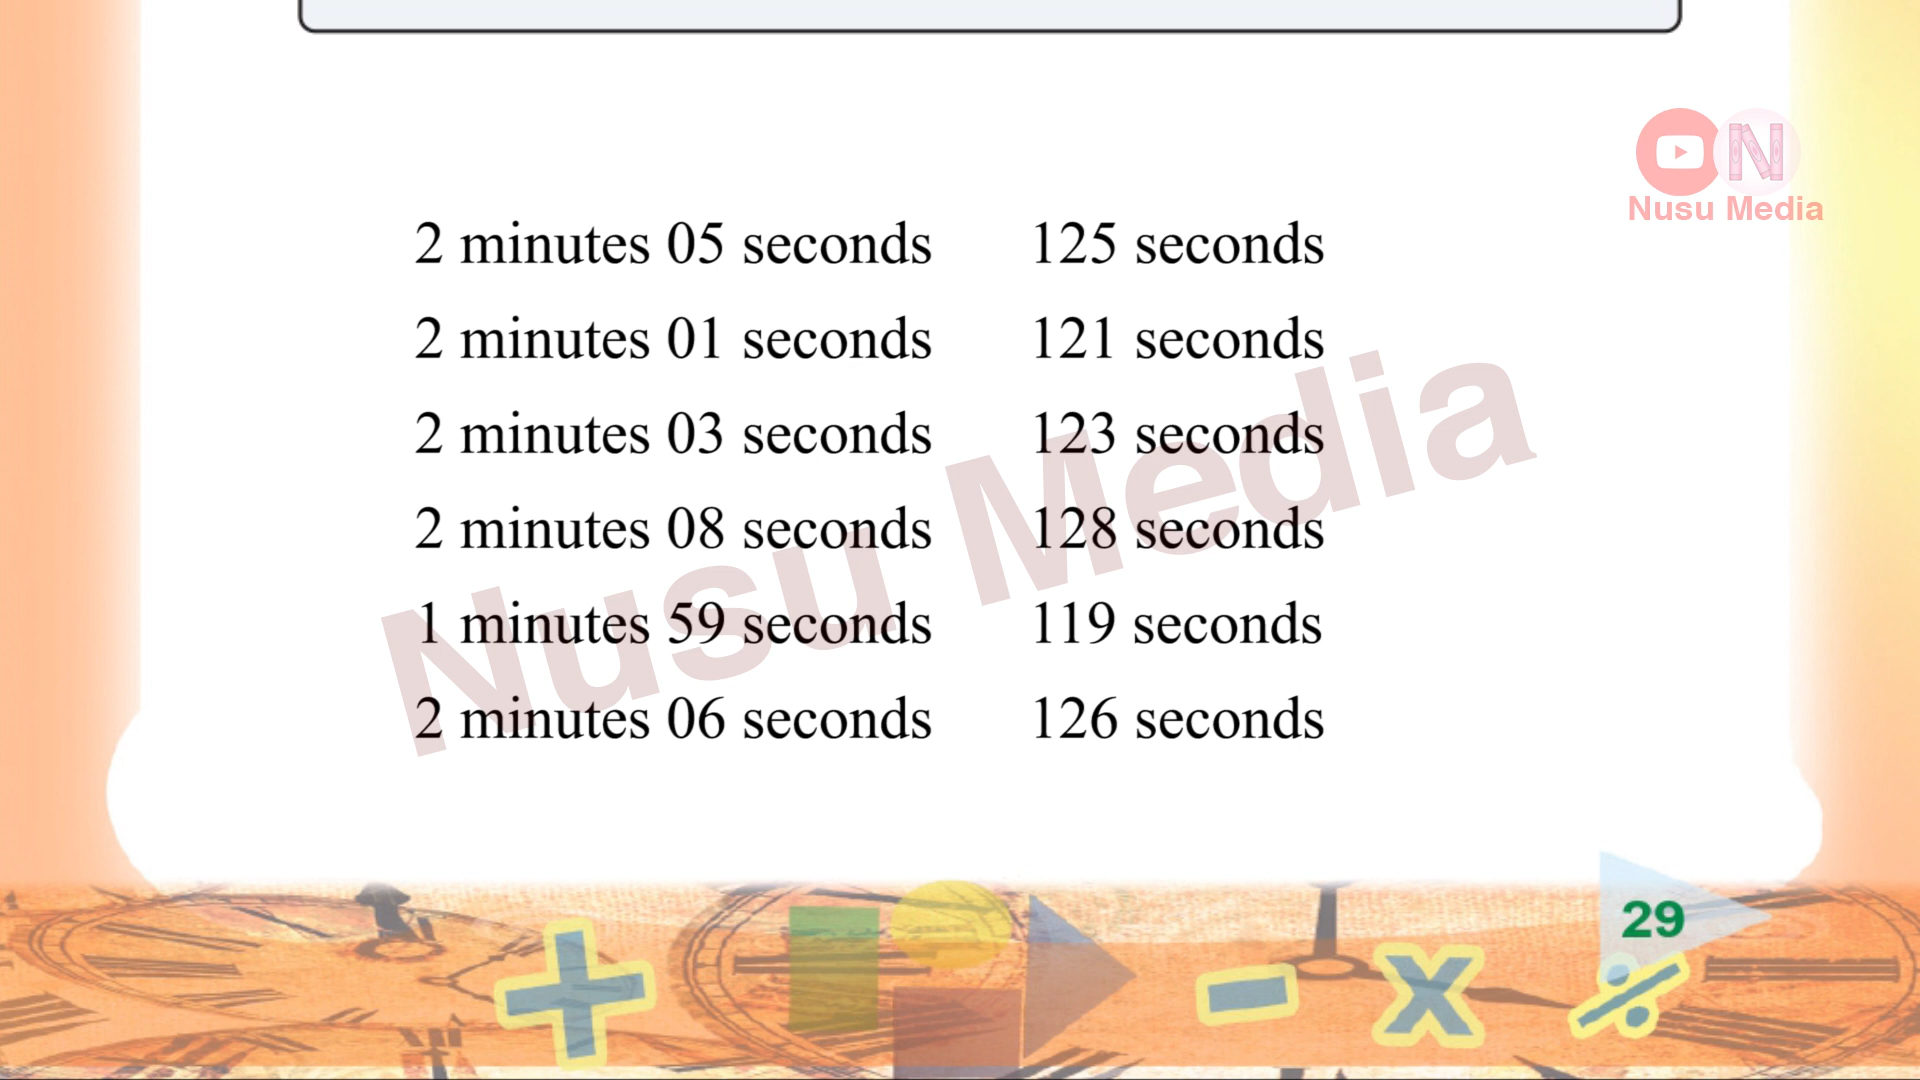 Nusu Media
2 minutes 05 seconds 125 seconds
2 minutes 01 seconds 121 seconds
2 minutes 03 seconds 123 seconds
2 minutes 08 seconds 128 seconds
1 minutes 59 seconds 119 seconds
2 minutes 06 seconds 126 seconds
Nusu Media
29